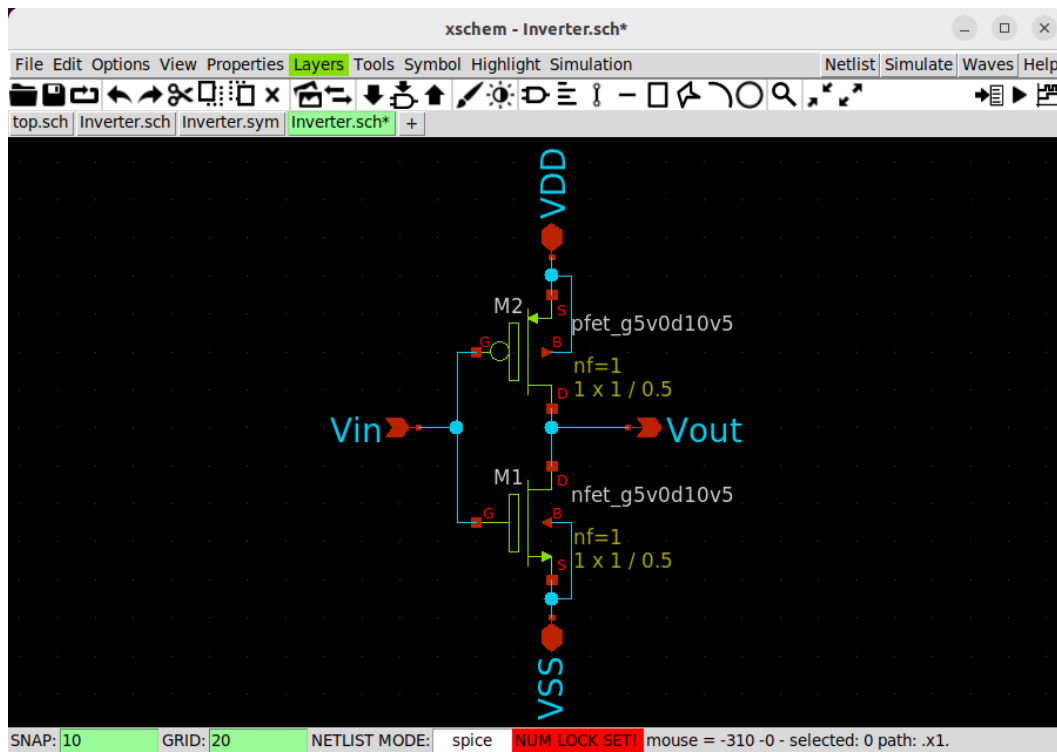 xschem - Inverter.sch*
File Edit Options View Properties Layers Tools Symbol Highlight Simulation Netlist Simulate Waves Help
top.sch Inverter.sch Inverter.sym Inverter.sch* +
VDD
M2
S
pfet_g5v0d10v5
G
B
nf=1
D
1 x 1 / 0.5
Vin
Vout
M1
D
nfet_g5v0d10v5
G
B
nf=1
S
1 x 1 / 0.5
VSS
SNAP: 10 GRID: 20 NETLIST MODE: spice NUM LOCK SET! mouse = -310 -0 - selected: 0 path: .x1.